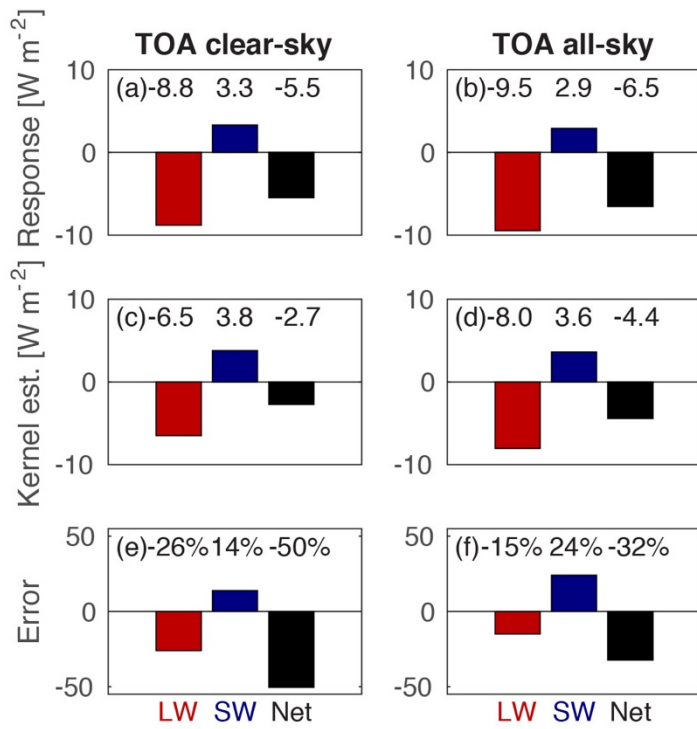 TOA clear-sky TOA all-sky
Response [W m-2]
10
0
-10
(a)-8.8 3.3 -5.5
10
0
-10
(b)-9.5 2.9 -6.5
Kernel est. [W m-2]
10
0
-10
(c)-6.5 3.8 -2.7
10
0
-10
(d)-8.0 3.6 -4.4
Error
50
0
-50
(e)-26% 14% -50%
50
0
-50
(f)-15% 24% -32%
LW SW Net
LW SW Net